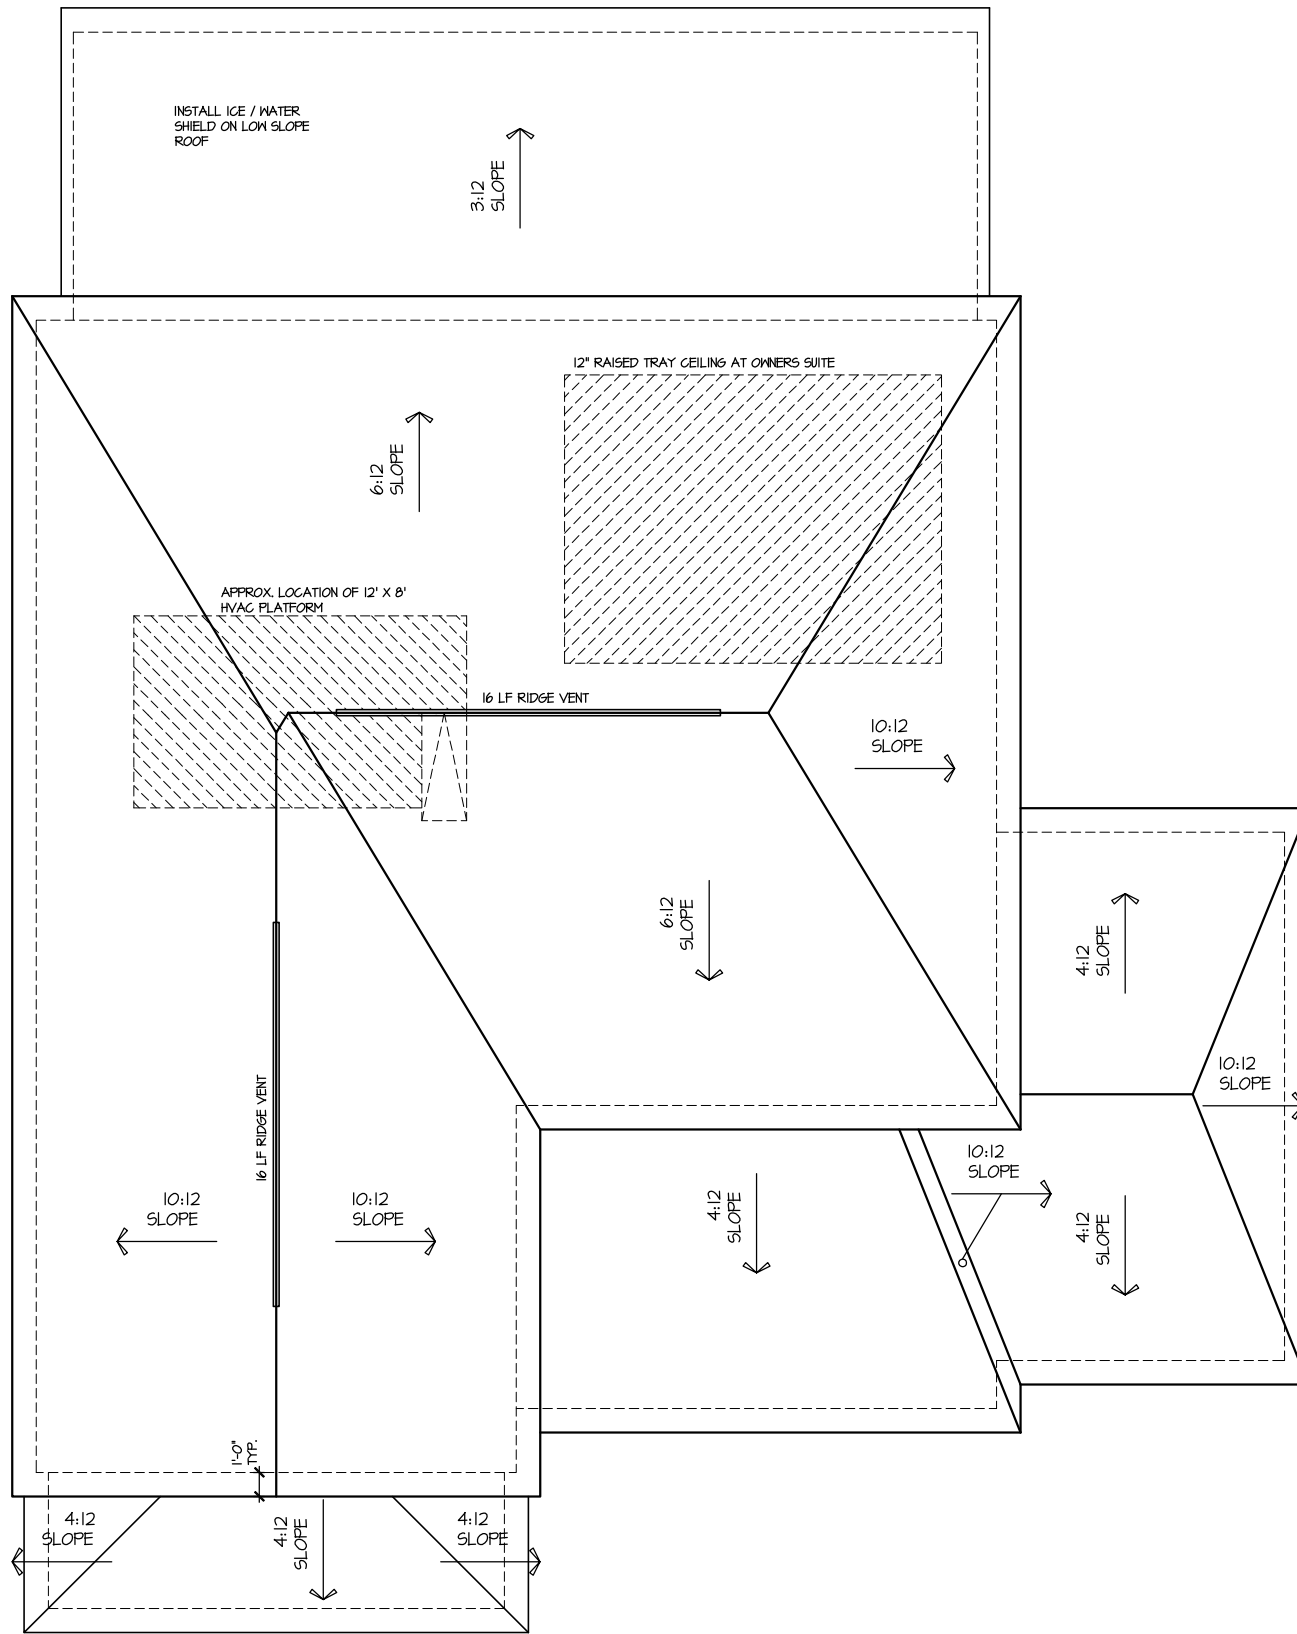 INSTALL ICE / WATER
SHIELD ON LOW SLOPE
ROOF
3:12
SLOPE
12" RAISED TRAY CEILING AT OWNERS SUITE
6:12
SLOPE
APPROX. LOCATION OF 12' X 8'
HVAC PLATFORM
16 LF RIDGE VENT
10:12
SLOPE
6:12
SLOPE
4:12
SLOPE
10:12
SLOPE
16 LF RIDGE VENT
10:12
SLOPE
10:12
SLOPE
10:12
SLOPE
4:12
SLOPE
4:12
SLOPE
1'-0"
TYP.
4:12
SLOPE
4:12
SLOPE
4:12
SLOPE